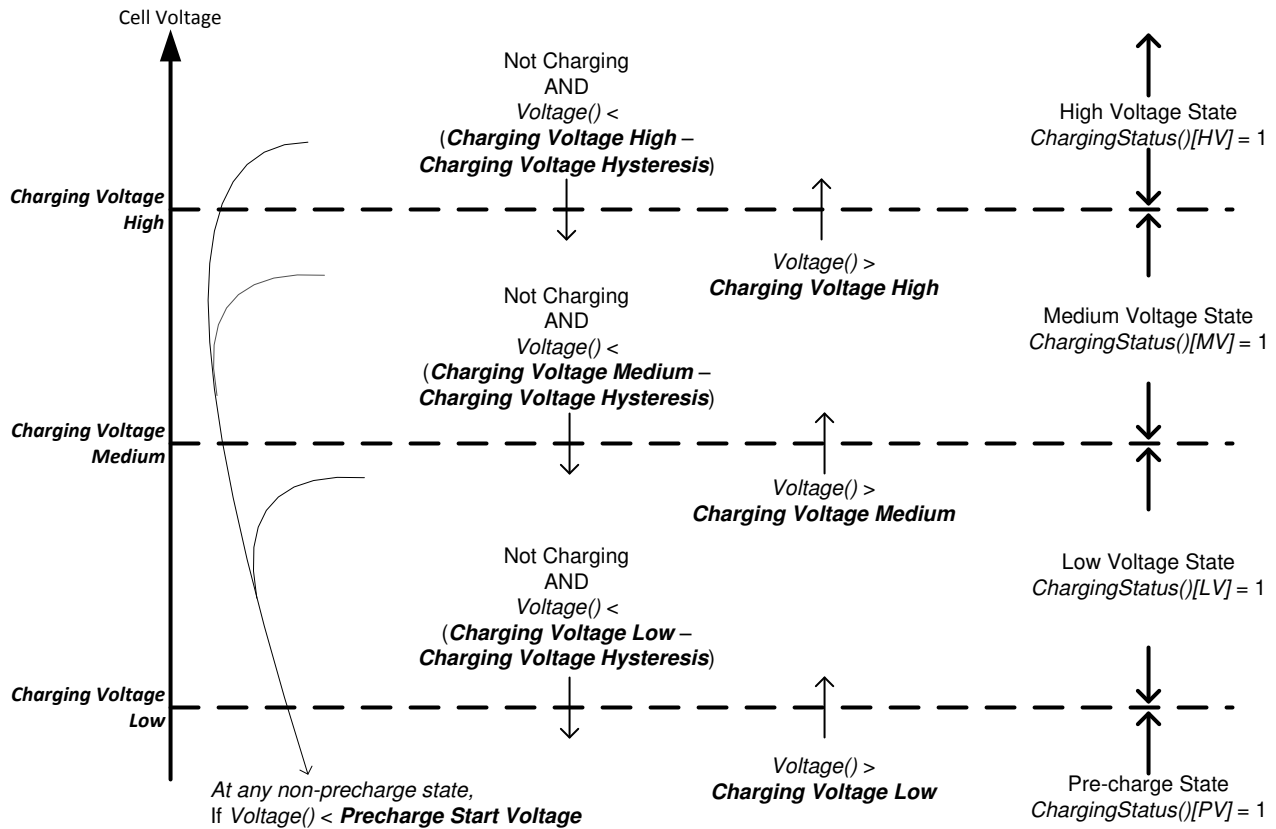 Cell Voltage
Not Charging
AND
Voltage() <
(Charging Voltage High –
Charging Voltage Hysteresis)
High Voltage State
ChargingStatus()[HV] = 1
Charging Voltage
High
Voltage() >
Charging Voltage High
Not Charging
AND
Voltage() <
(Charging Voltage Medium –
Charging Voltage Hysteresis)
Medium Voltage State
ChargingStatus()[MV] = 1
Charging Voltage
Medium
Voltage() >
Charging Voltage Medium
Not Charging
AND
Voltage() <
(Charging Voltage Low –
Charging Voltage Hysteresis)
Low Voltage State
ChargingStatus()[LV] = 1
Charging Voltage
Low
Voltage() >
Charging Voltage Low
Pre-charge State
ChargingStatus()[PV] = 1
At any non-precharge state,
If Voltage() < Precharge Start Voltage